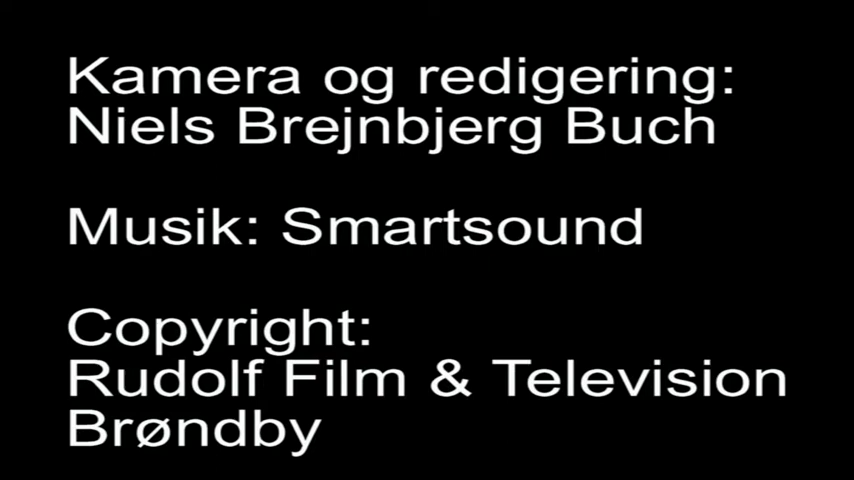 Kamera og redigering:
Niels Brejnbjerg Buch
Musik: Smartsound
Copyright:
Rudolf Film & Television
Brøndby